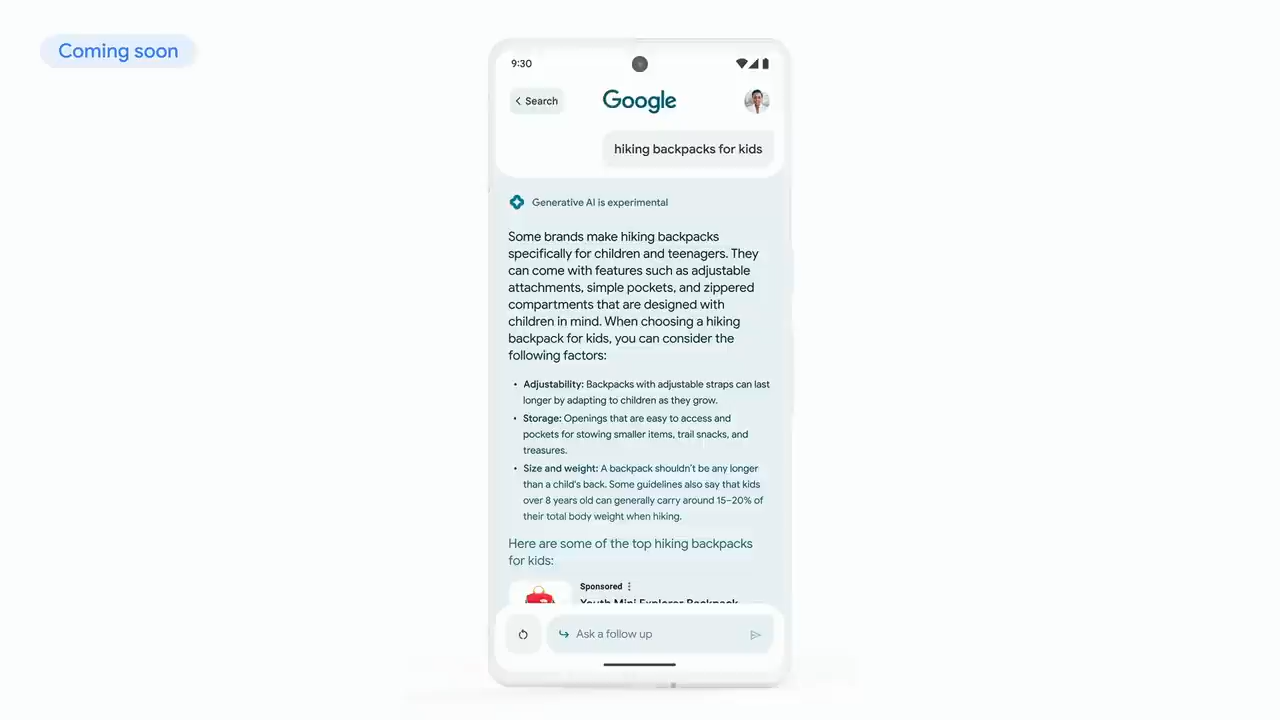 Coming soon
9:30
Search
Google
hiking backpacks for kids
Generative AI is experimental
Some brands make hiking backpacks
specifically for children and teenagers. They
can come with features such as adjustable
attachments, simple pockets, and zippered
compartments that are designed with
children in mind. When choosing a hiking
backpack for kids, you can consider the
following factors:
• Adjustability: Backpacks with adjustable straps can last
longer by adapting to children as they grow.
• Storage: Openings that are easy to access and
pockets for stowing smaller items, trail snacks, and
treasures.
• Size and weight: A backpack shouldn't be any longer
than a child's back. Some guidelines also say that kids
over 8 years old can generally carry around 15–20% of
their total body weight when hiking.
Here are some of the top hiking backpacks
for kids:
Sponsored
Youth Mini Explorer Backpack
Ask a follow up